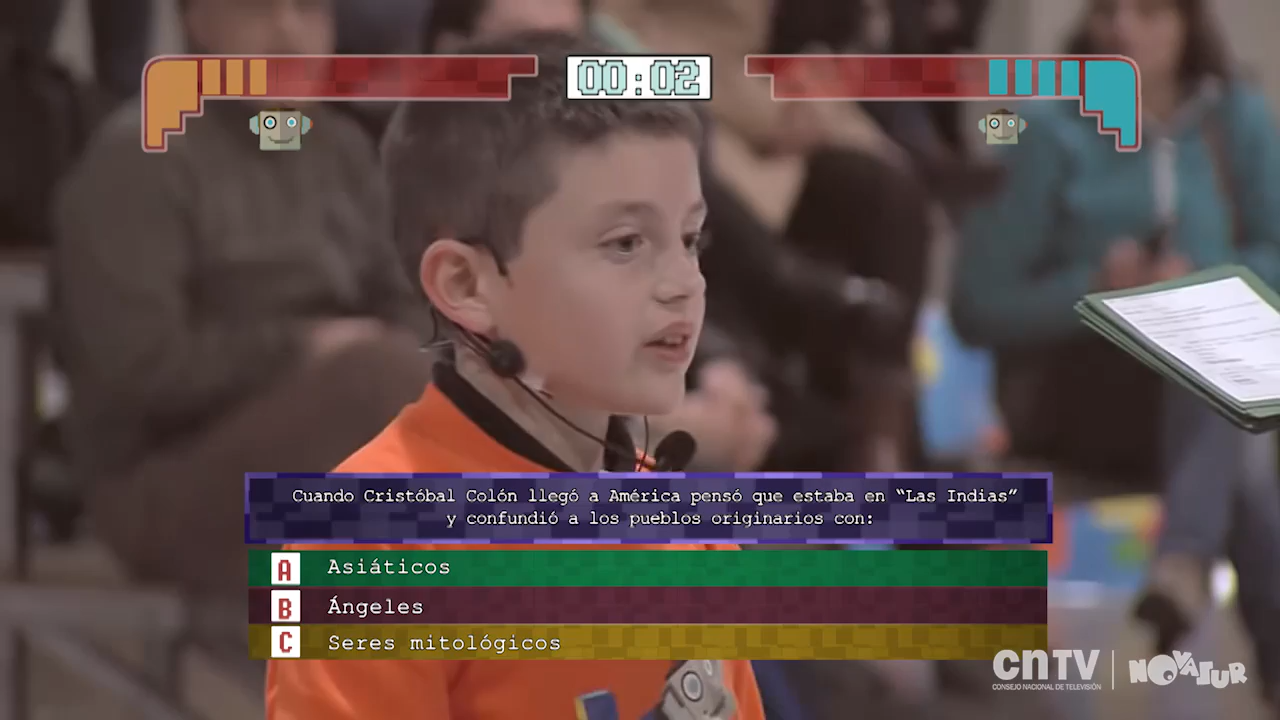 00:02
Cuando Cristóbal Colón llegó a América pensó que estaba en “Las Indias”
y confundió a los pueblos originarios con:
A Asiáticos
B Ángeles
C Seres mitológicos
CNTV
CONSEJO NACIONAL DE TELEVISIÓN
NOVASUR